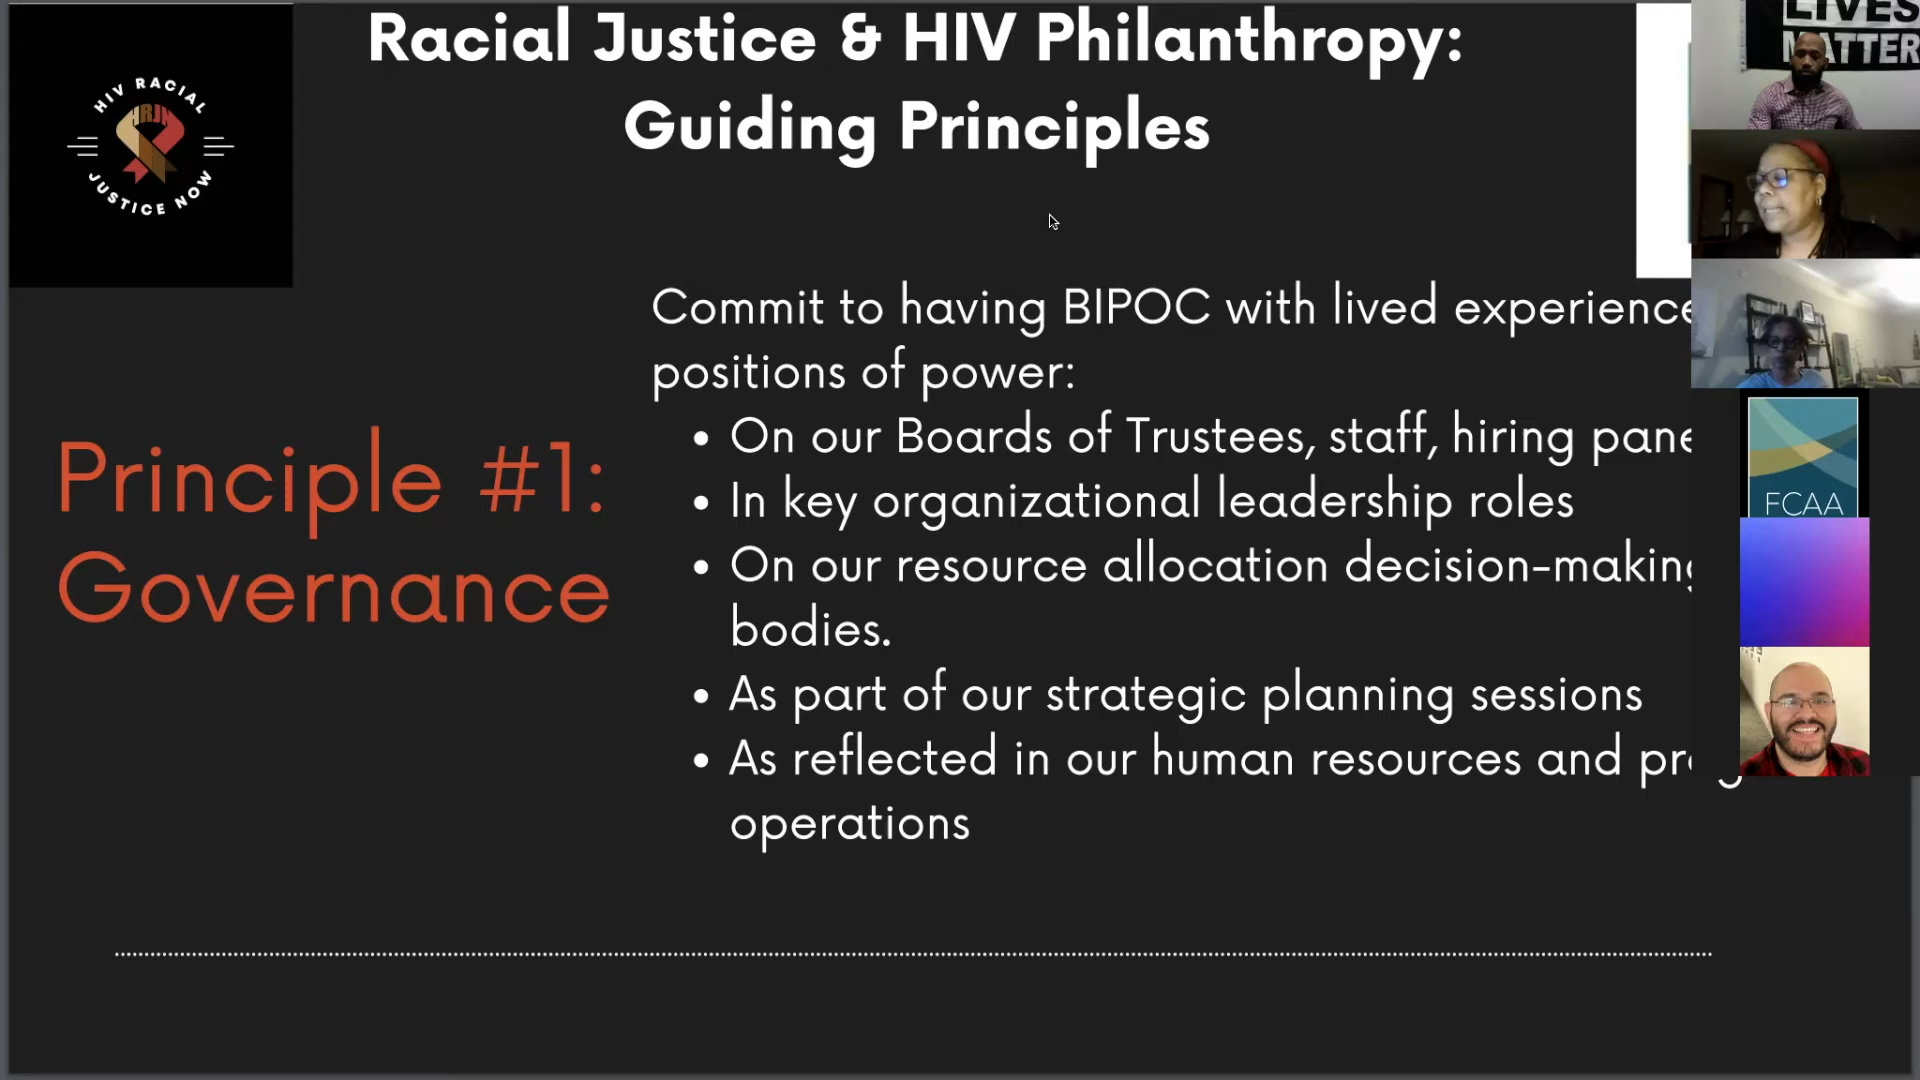 Racial Justice & HIV Philanthropy:
Guiding Principles
HIV RACIAL
HRJN
JUSTICE NOW
Principle #1:
Governance
Commit to having BIPOC with lived experience
positions of power:
• On our Boards of Trustees, staff, hiring
• In key organizational leadership roles
• On our resource allocation decision-making
bodies.
• As part of our strategic planning sessions
• As reflected in our human resources and
operations
LIVES
MATTER
FCAA